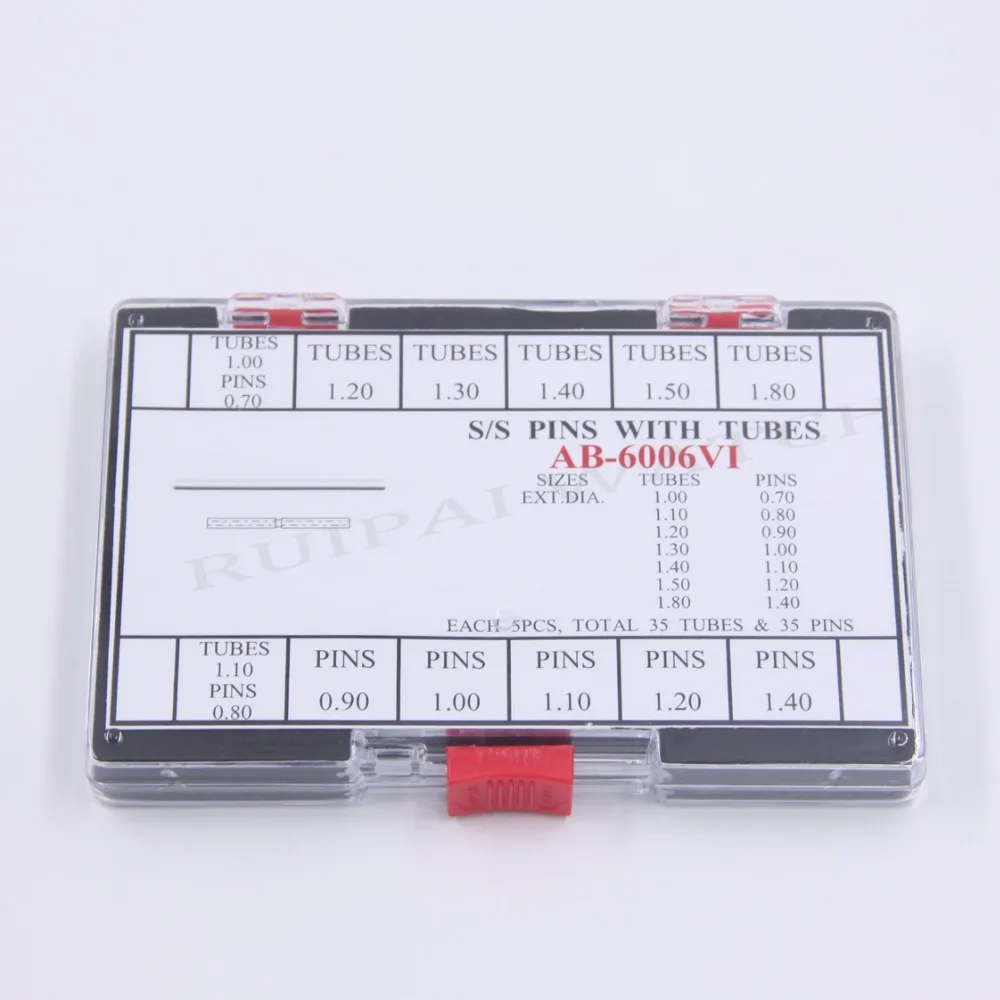 TUBES
1.00
PINS
0.70
TUBES
1.20
TUBES
1.30
TUBES
1.40
TUBES
1.50
TUBES
1.80
S/S PINS WITH TUBES
AB-6006VI
SIZES TUBES PINS
EXT.DIA. 1.00 0.70
1.10 0.80
1.20 0.90
1.30 1.00
1.40 1.10
1.50 1.20
1.80 1.40
EACH 5PCS, TOTAL 35 TUBES & 35 PINS
RUIPAI WATCH
TUBES
1.10
PINS
0.80
PINS
0.90
PINS
1.00
PINS
1.10
PINS
1.20
PINS
1.40